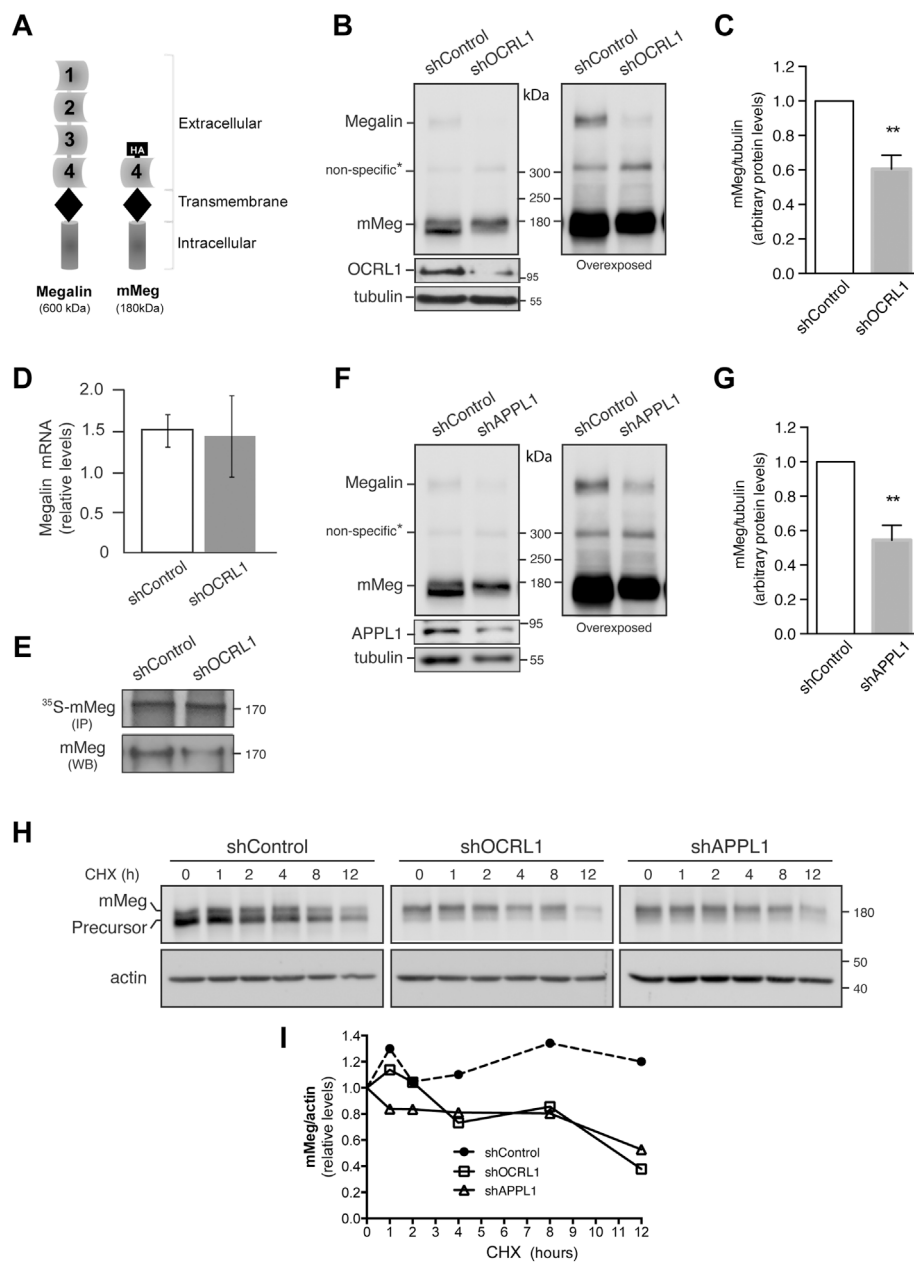 A
1
2
3
4
HA
4
Extracellular
Transmembrane
Intracellular
Megalin
(600 kDa)
mMeg
(180kDa)
B
shControl
shOCRL1
shControl
shOCRL1
kDa
Megalin
non-specific*
300
250
mMeg
180
OCRL1
95
tubulin
55
Overexposed
C
mMeg/tubulin
(arbitrary protein levels)
1.2
1.0
0.8
0.6
0.4
0.2
0.0
**
shControl
shOCRL1
D
Megalin mRNA
(relative levels)
2.0
1.5
1.0
0.5
0
shControl
shOCRL1
E
shControl
shOCRL1
35S-mMeg
(IP)
170
mMeg
(WB)
170
F
shControl
shAPPL1
shControl
shAPPL1
kDa
Megalin
non-specific*
300
250
mMeg
180
APPL1
95
tubulin
55
Overexposed
G
mMeg/tubulin
(arbitrary protein levels)
1.2
1.0
0.8
0.6
0.4
0.2
0.0
**
shControl
shAPPL1
H
shControl
shOCRL1
shAPPL1
CHX (h) 0 1 2 4 8 12 0 1 2 4 8 12 0 1 2 4 8 12
mMeg
Precursor
180
actin
50
40
I
mMeg/actin
(relative levels)
1.4
1.2
1.0
0.8
0.6
0.4
0.2
0.0
shControl
shOCRL1
shAPPL1
0 1 2 3 4 5 6 7 8 9 10 11 12
CHX (hours)